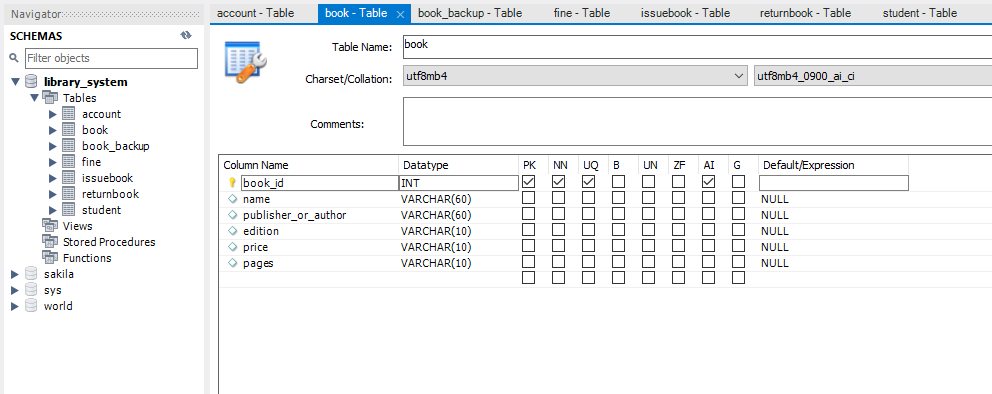 Navigator
SCHEMAS
Filter objects
library_system
Tables
account
book
book_backup
fine
issuebook
returnbook
student
Views
Stored Procedures
Functions
sakila
sys
world
account - Table book - Table × book_backup - Table fine - Table issuebook - Table returnbook - Table student - Table
Table Name: book
Charset/Collation: utf8mb4 utf8mb4_0900_ai_ci
Comments:
Column Name Datatype PK NN UQ B UN ZF AI G Default/Expression
book_id INT
name VARCHAR(60) NULL
publisher_or_author VARCHAR(60) NULL
edition VARCHAR(10) NULL
price VARCHAR(10) NULL
pages VARCHAR(10) NULL